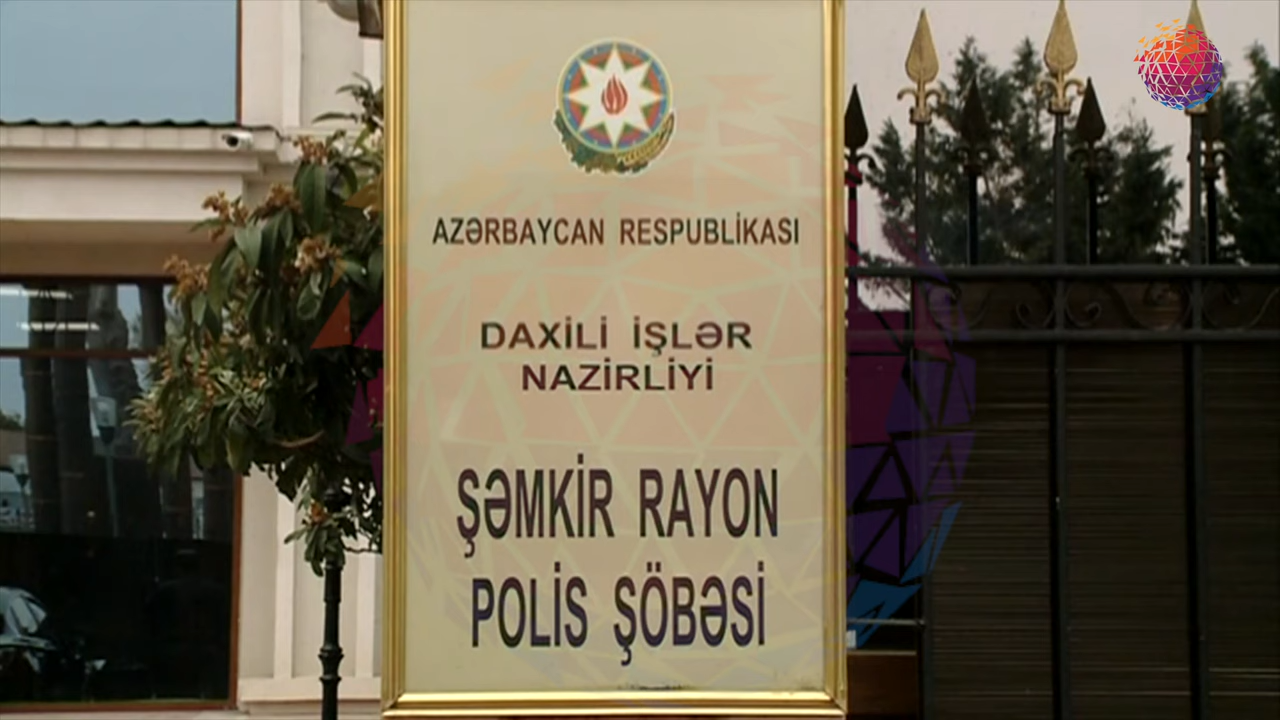 AZƏRBAYCAN RESPUBLİKASI
DAXİLİ İŞLƏR
NAZİRLİYİ
ŞƏMKİR RAYON
POLİS ŞÖBƏSİ